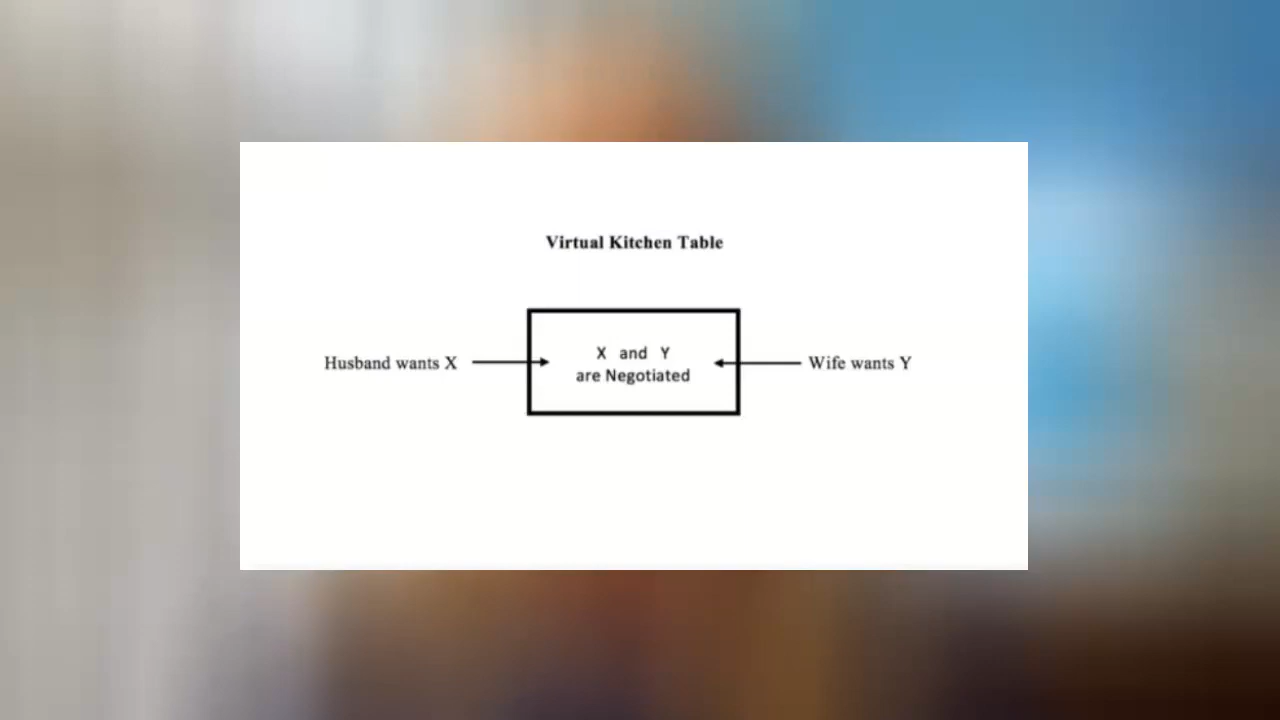 Virtual Kitchen Table
Husband wants X
X and Y
are Negotiated
Wife wants Y